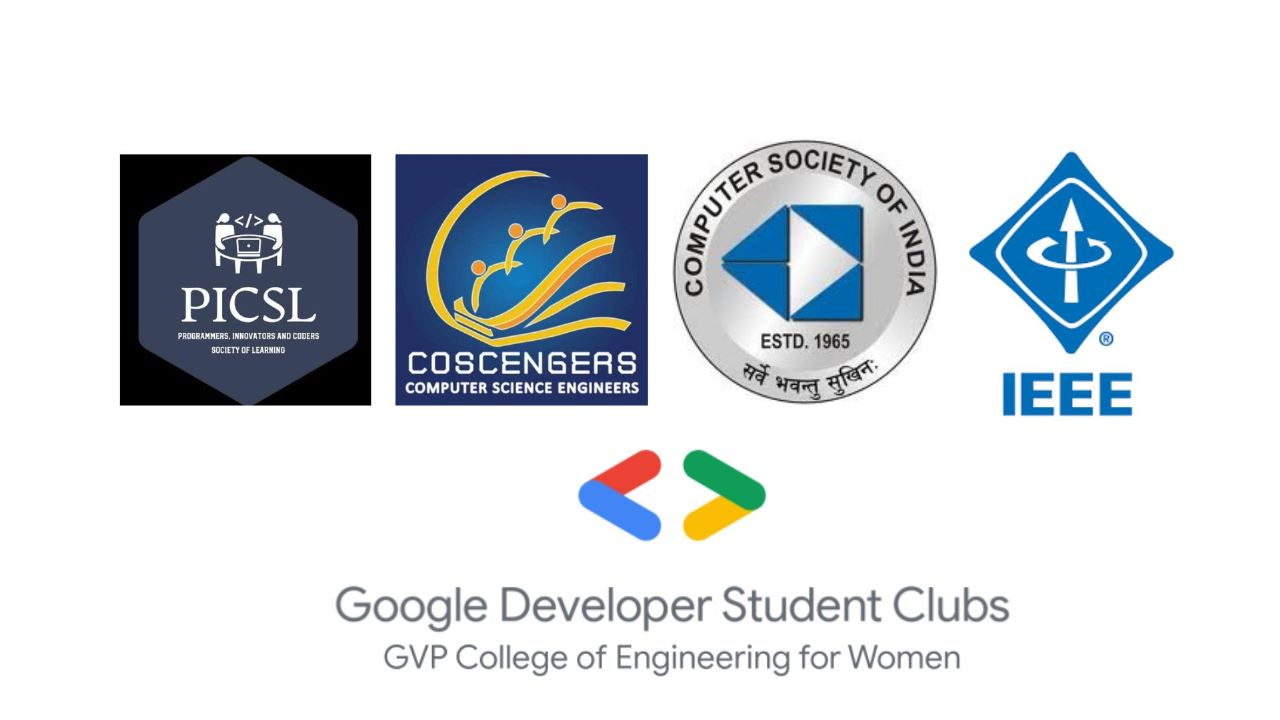 </>
PICSL
PROGRAMMERS, INNOVATORS AND CODERS
SOCIETY OF LEARNING
COSCENGERS
COMPUTER SCIENCE ENGINEERS
COMPUTER SOCIETY OF INDIA
ESTD. 1965
सर्वे भवन्तु सुखिनः
®
IEEE
Google Developer Student Clubs
GVP College of Engineering for Women